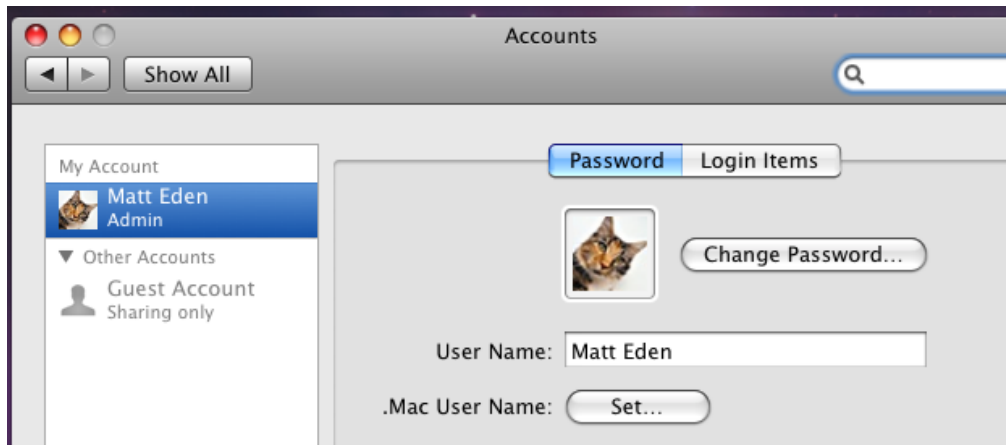 Accounts
Show All
My Account
Matt Eden
Admin
Other Accounts
Guest Account
Sharing only
Password Login Items
Change Password...
User Name: Matt Eden
.Mac User Name: Set...